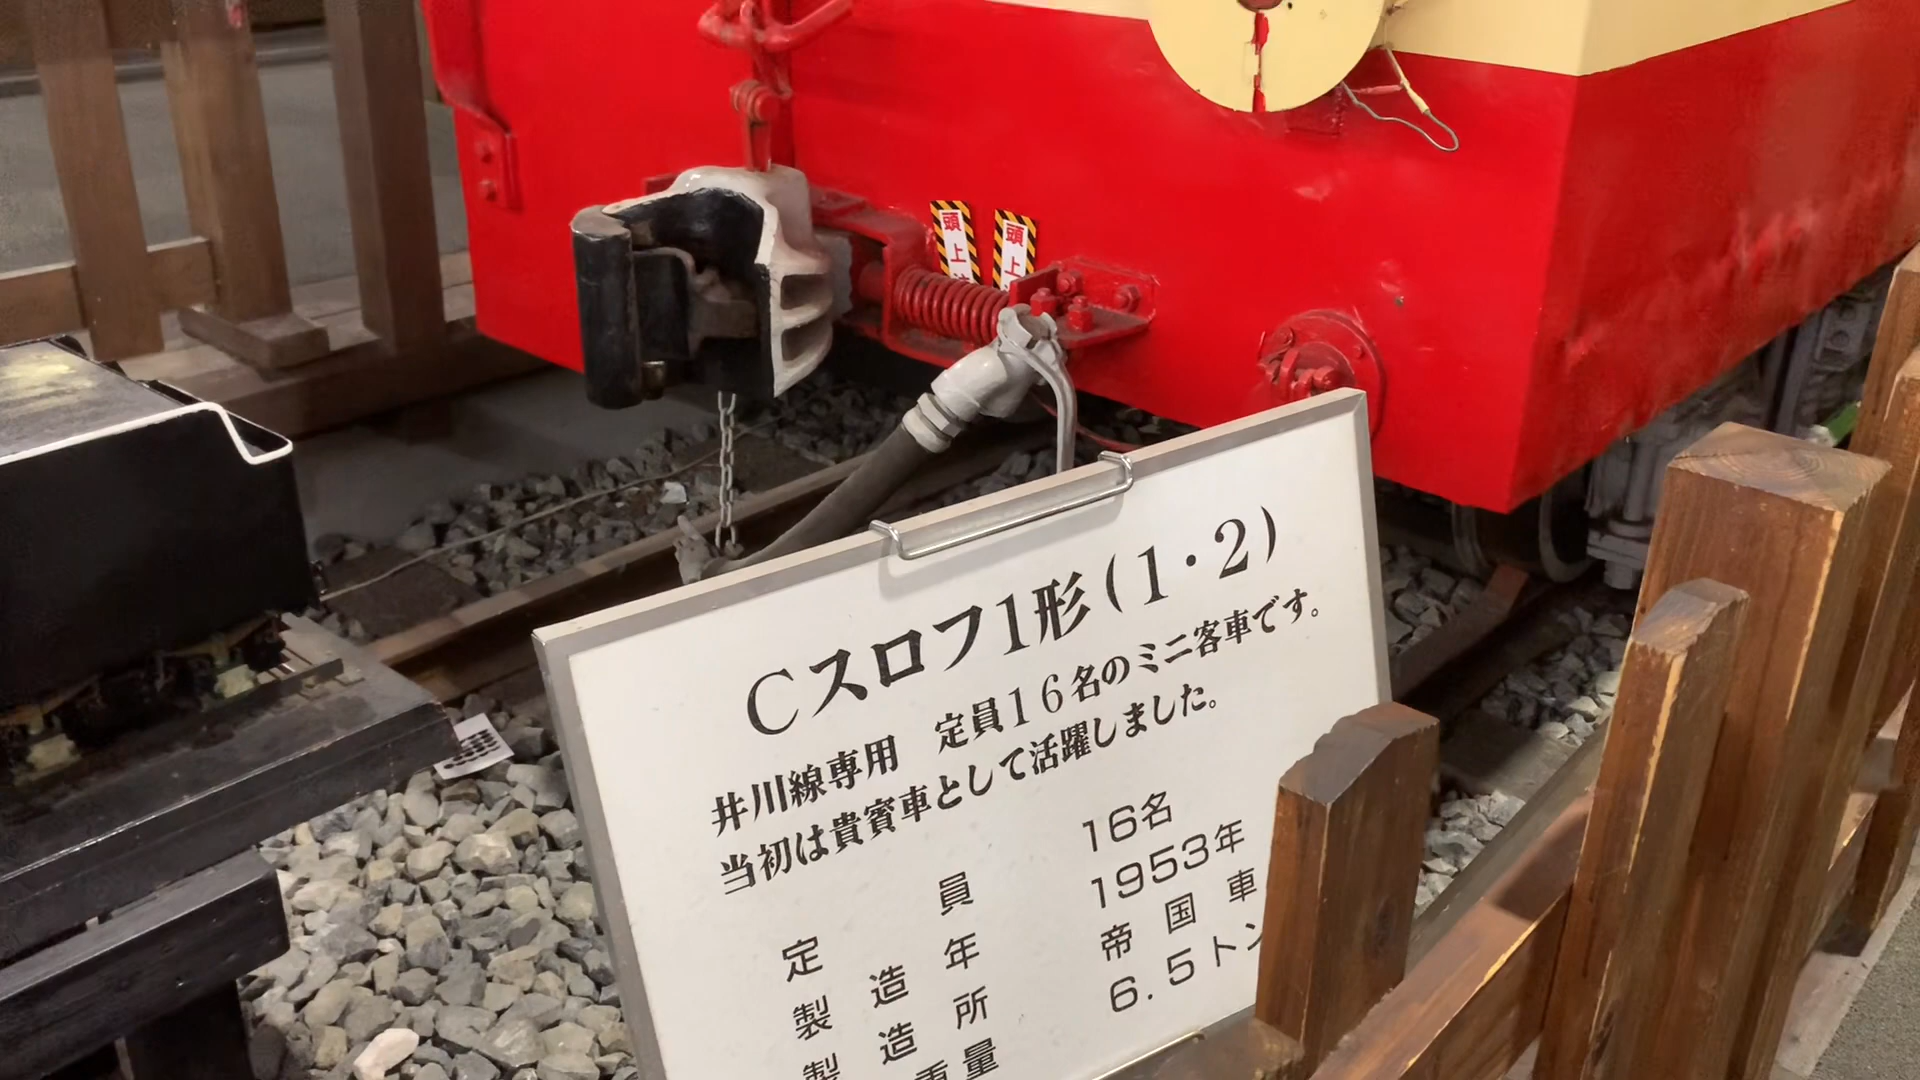 頭上
頭上
Cスロフ1形(1・2)
井川線専用 定員16名のミニ客車です。
当初は貴賓車として活躍しました。
定員 16名
製造年 1953年
製造所 帝国車
重量 6.5トン